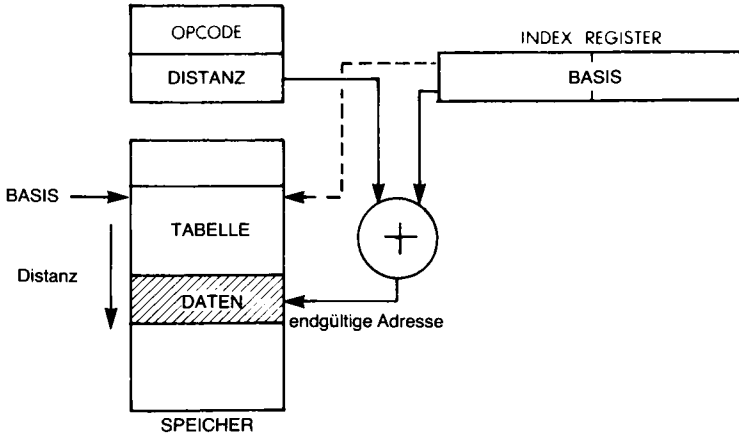 OPCODE
DISTANZ
INDEX REGISTER
BASIS
BASIS
TABELLE
Distanz
DATEN
endgültige Adresse
SPEICHER